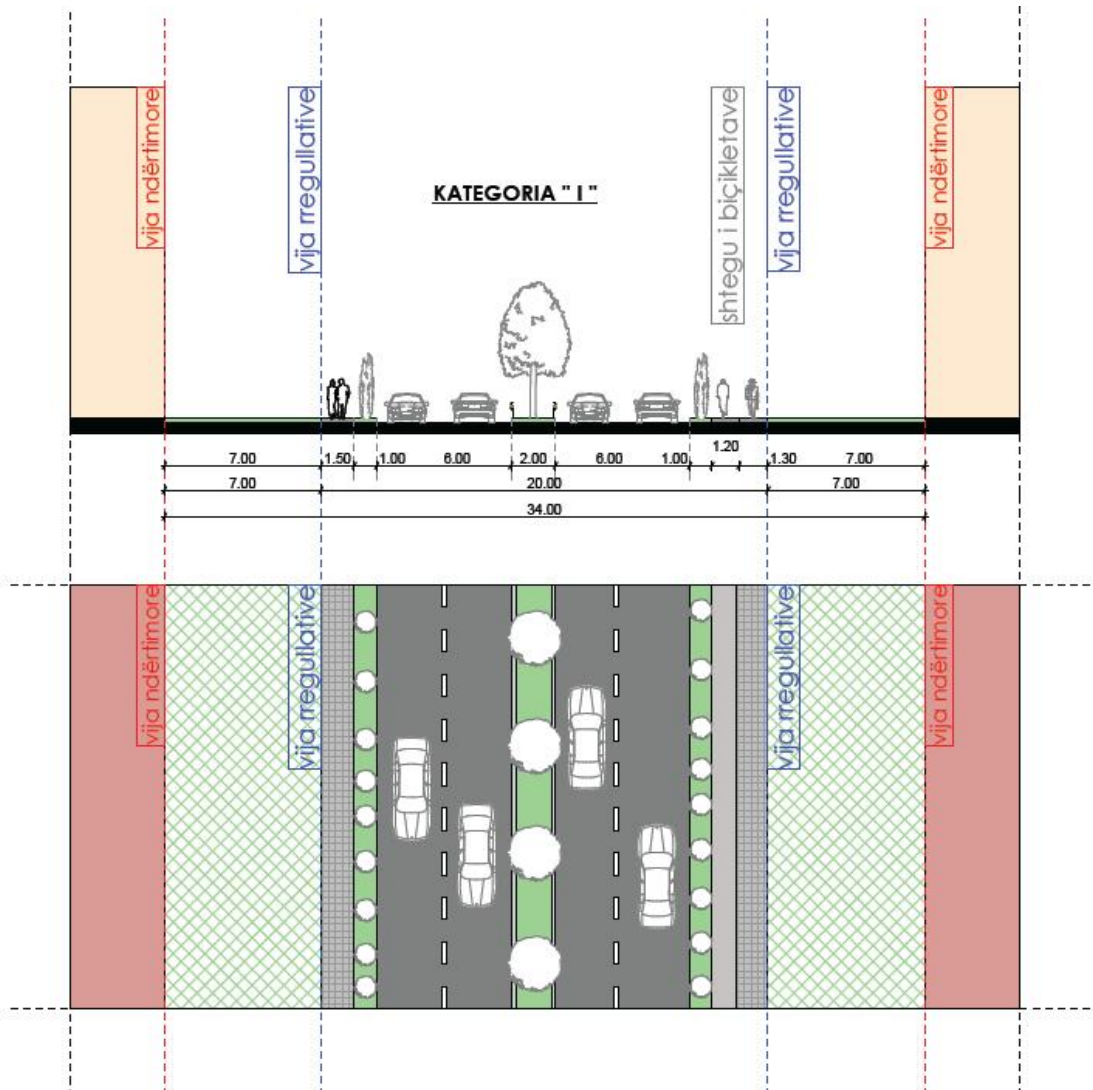 vija ndërtimore
vija rregullative
shtegu i biçikletave
vija rregullative
vija ndërtimore
KATEGORIA " I "
1.20
7.00 1.50 1.00 6.00 2.00 6.00 1.00 1.30 7.00
7.00 20.00 7.00
34.00
vija ndërtimore
vija rregullative
vija rregullative
vija ndërtimore